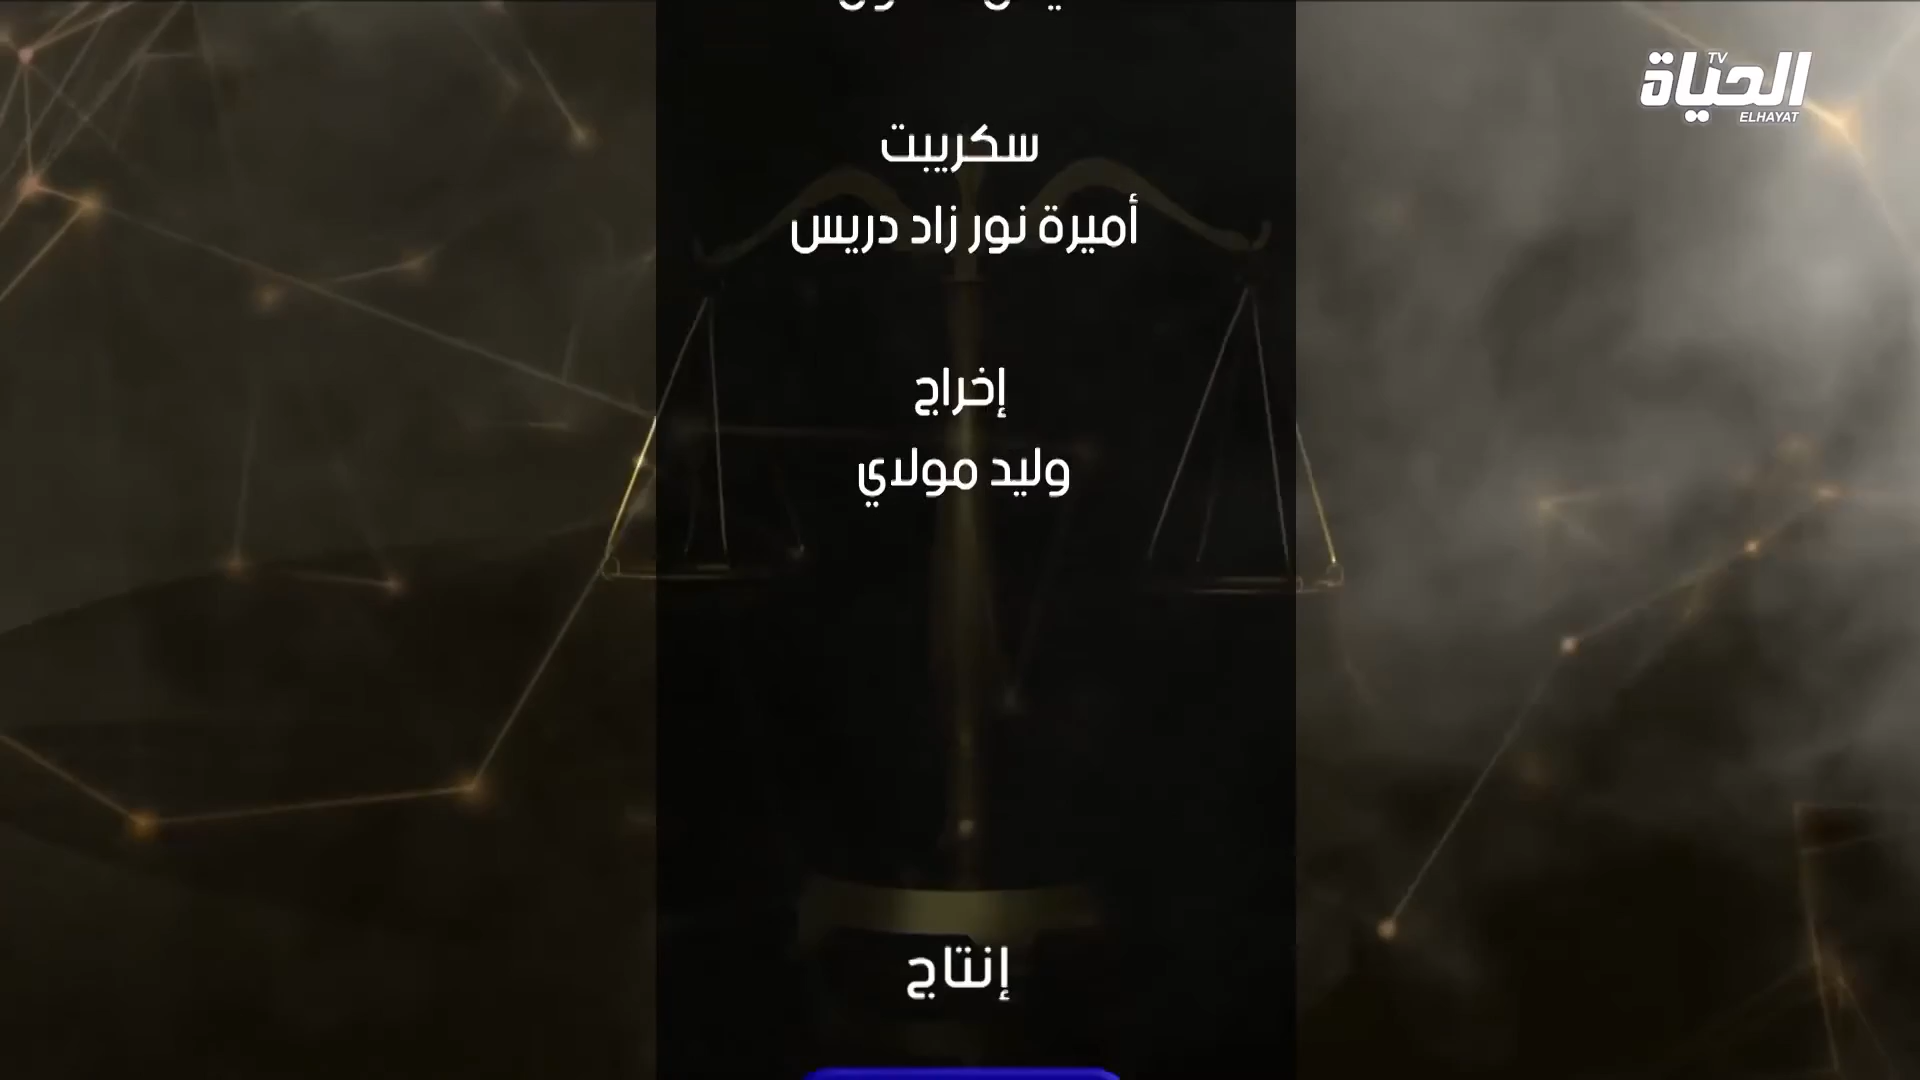 الحياة
TV
ELHAYAT
سكريبت
أميرة نور زاد دريس
إخراج
وليد مولاي
إنتاج